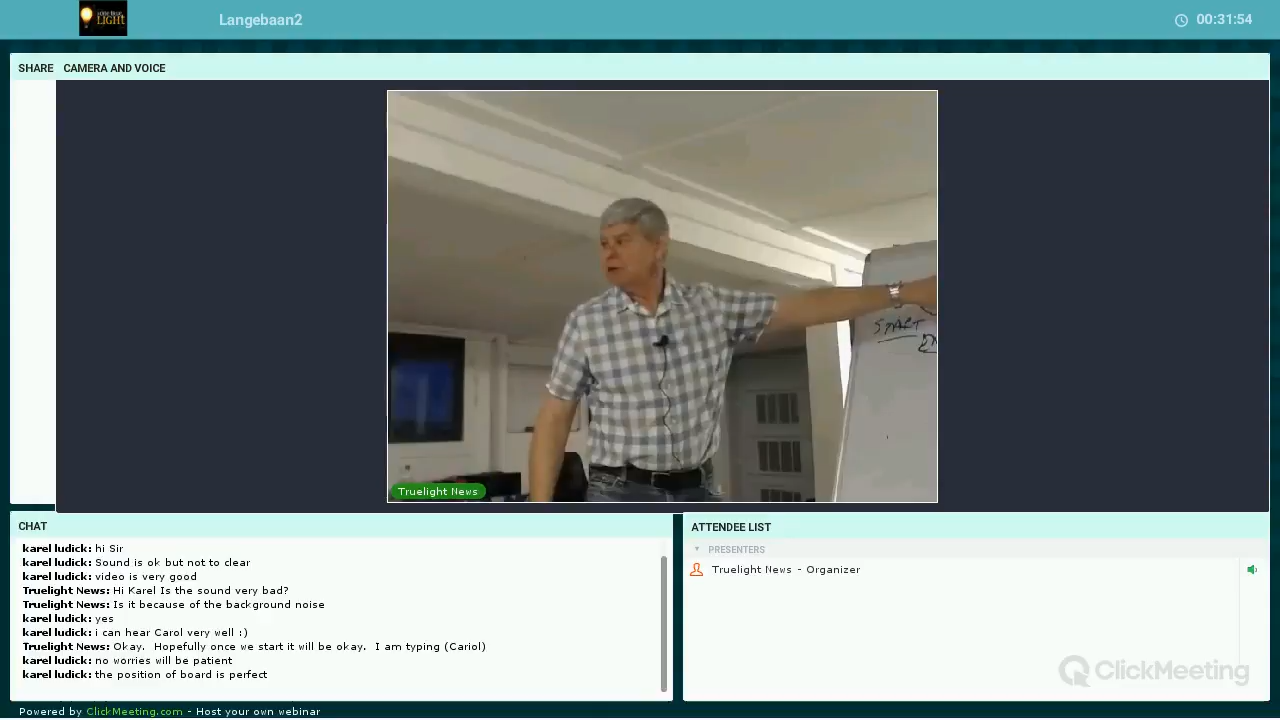 LIGHT
Langebaan2
00:31:54
SHARE
CAMERA AND VOICE
START
Truelight News
CHAT
karel ludick: hi Sir
karel ludick: Sound is ok but not to clear
karel ludick: video is very good
Truelight News: Hi Karel Is the sound very bad?
Truelight News: Is it because of the background noise
karel ludick: yes
karel ludick: i can hear Carol very well :)
Truelight News: Okay. Hopefully once we start it will be okay. I am typing (Cariol)
karel ludick: no worries will be patient
karel ludick: the position of board is perfect
ATTENDEE LIST
PRESENTERS
Truelight News - Organizer
ClickMeeting
Powered by ClickMeeting.com - Host your own webinar